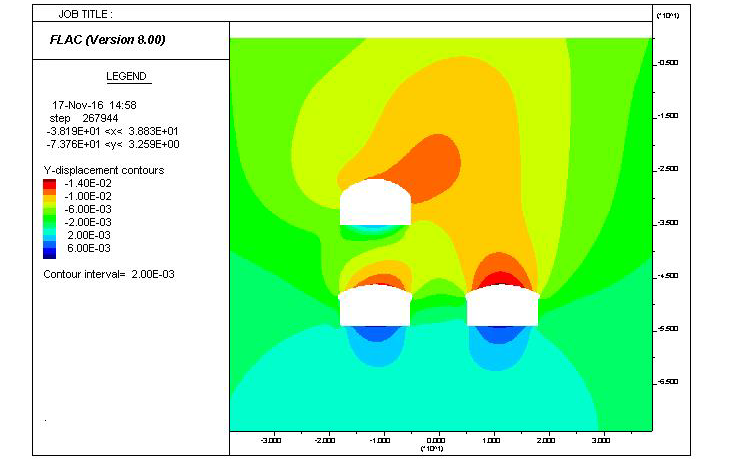 JOB TITLE :
FLAC (Version 8.00)
LEGEND
17-Nov-16 14:58
step 267944
-3.819E+01 <x< 3.883E+01
-7.376E+01 <y< 3.259E+00
Y-displacement contours
-1.40E-02
-1.00E-02
-6.00E-03
-2.00E-03
2.00E-03
6.00E-03
Contour interval= 2.00E-03
(*10^1)
-0.500
-1.500
-2.500
-3.500
-4.500
-5.500
-6.500
-3.000 -2.000 -1.000 0.000 1.000 2.000 3.000
(*10^1)